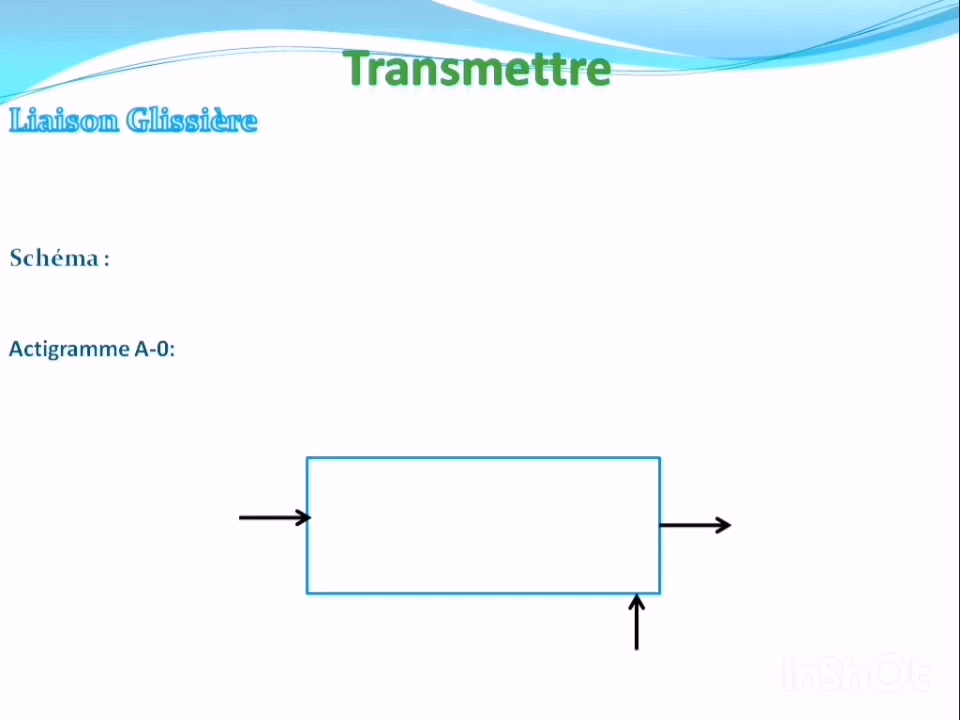 Transmettre
Liaison Glissière
Schéma :
Actigramme A-0:
InShOt